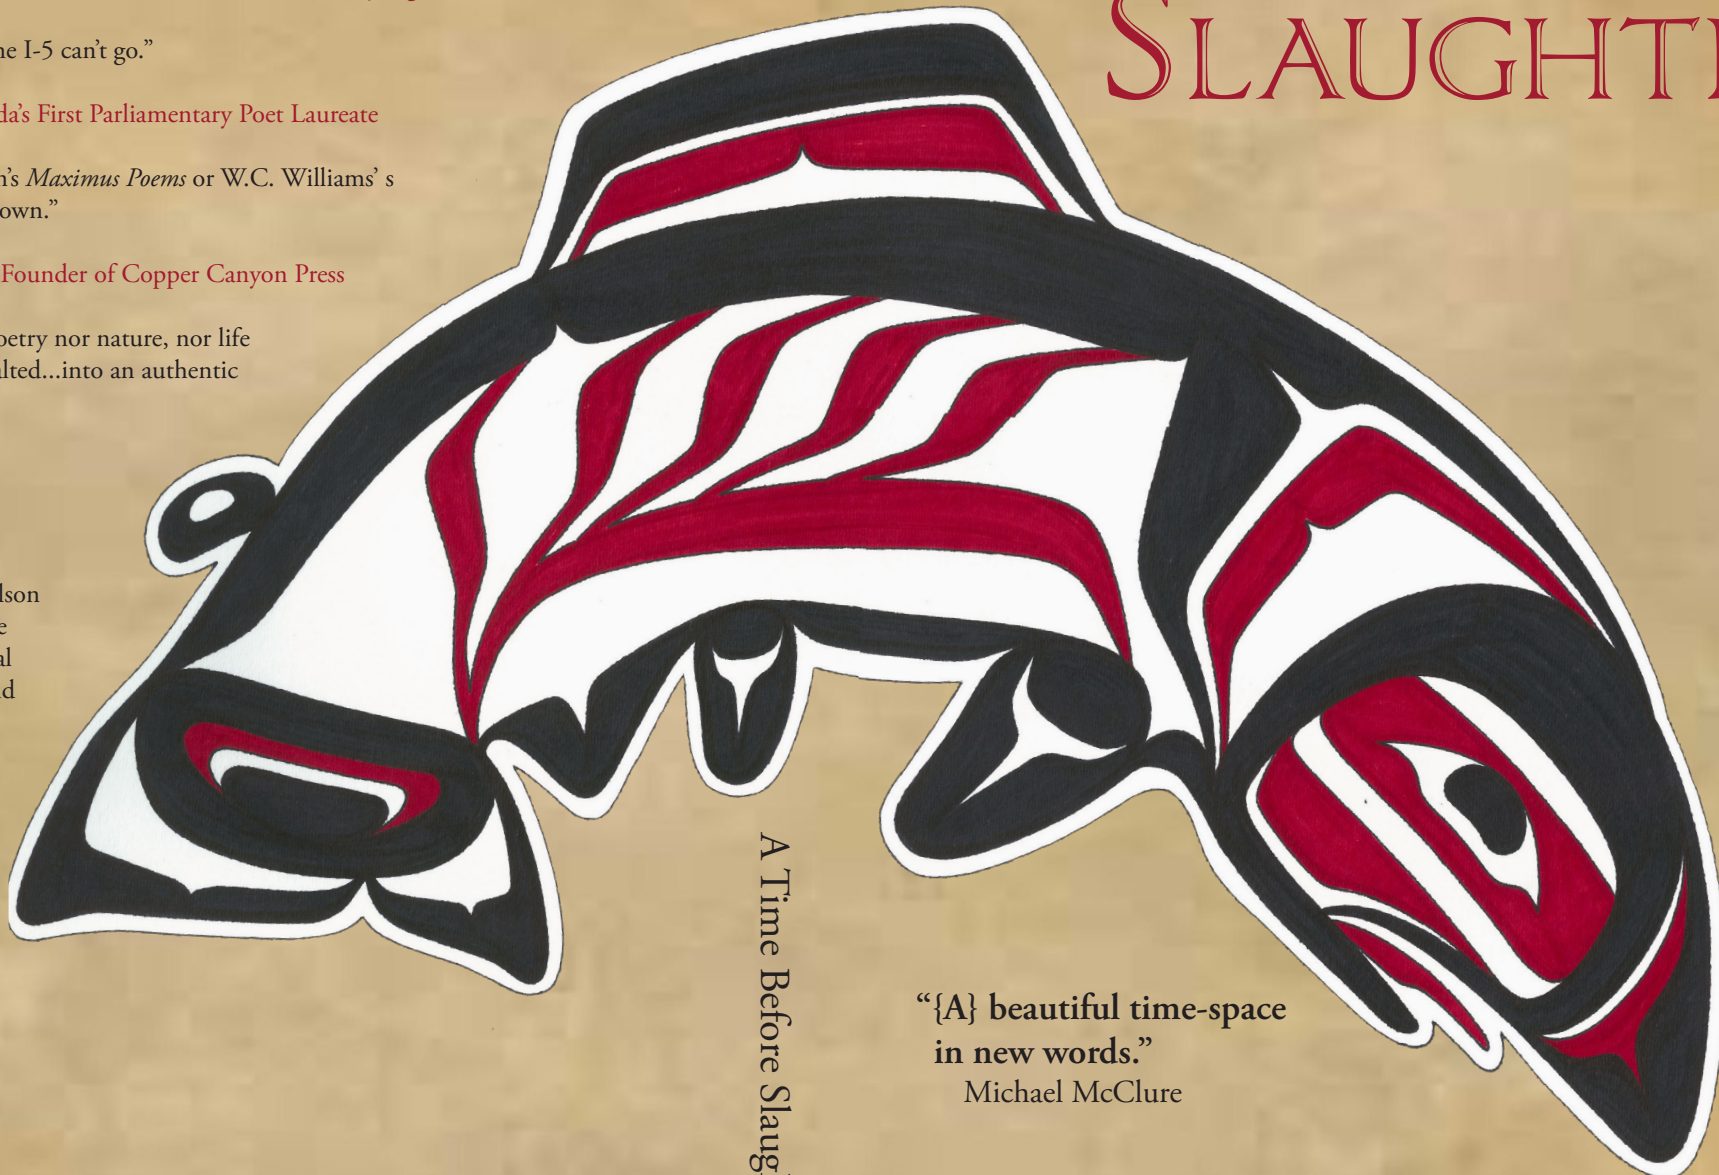 ne I-5 can't go.”
da's First Parliamentary Poet Laureate
n's Maximus Poems or W.C. Williams' s
own.”
Founder of Copper Canyon Press
oetry nor nature, nor life
lted...into an authentic
lson
e
al
d
A Time Before Slaug
SLAUGHT
“{A} beautiful time-space
in new words.”
Michael McClure